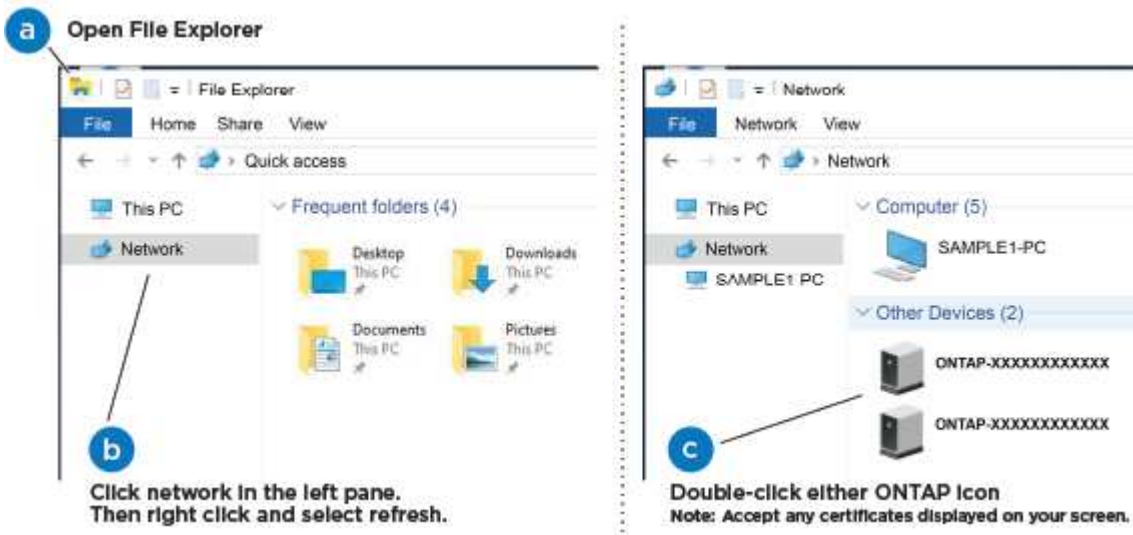 a Open File Explorer
File Explorer
File Home Share View
Quick access
This PC
Network
Frequent folders (4)
Desktop
This PC
Downloads
This PC
Documents
This PC
Pictures
This PC
b
Click network in the left pane.
Then right click and select refresh.
Network
File Network View
Network
This PC
Network
SAMPLE1 PC
Computer (5)
SAMPLE1-PC
Other Devices (2)
ONTAP-XXXXXXXXXXXX
ONTAP-XXXXXXXXXXXX
c
Double-click either ONTAP icon
Note: Accept any certificates displayed on your screen.